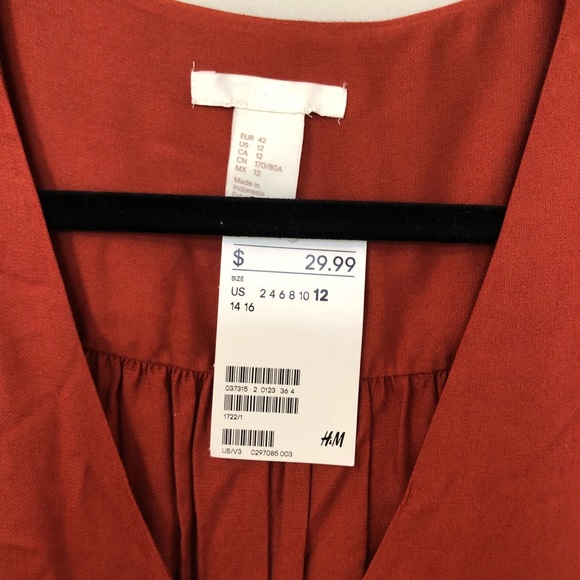 EUR 42
US 12
CA 12
CN 170/80A
MX 12
Made in
Indonesia
$ 29.99
SIZE
US 2 4 6 8 10 12
14 16
037315 2 0123 36 4
1722/1
H&M
US/V3 0297085 003